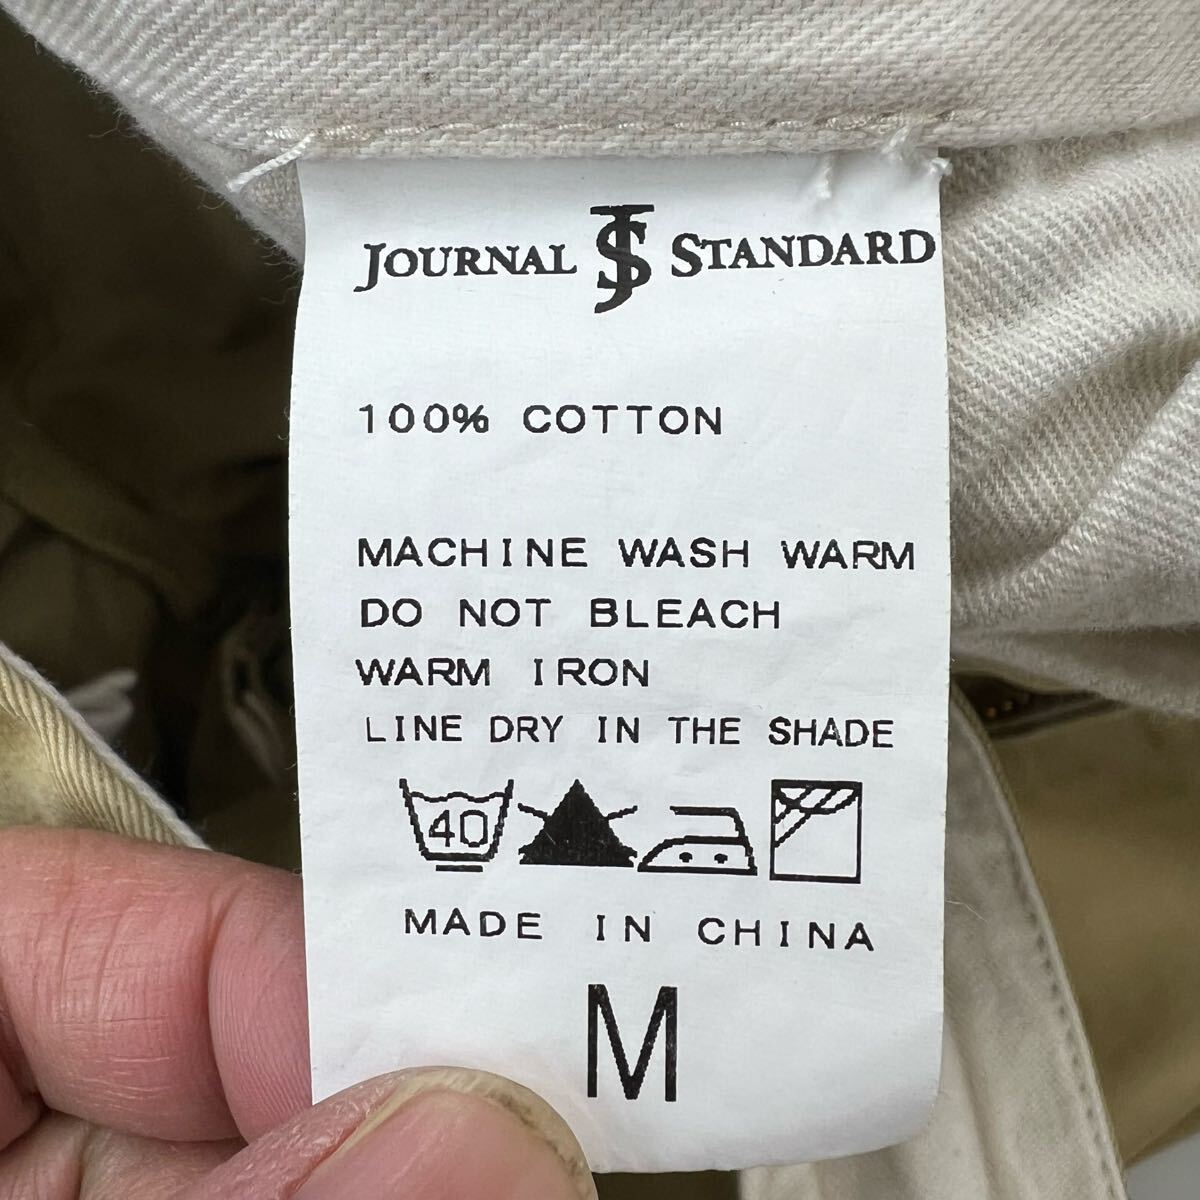 JOURNAL JS STANDARD
100% COTTON
MACHINE WASH WARM
DO NOT BLEACH
WARM IRON
LINE DRY IN THE SHADE
40
MADE IN CHINA
M